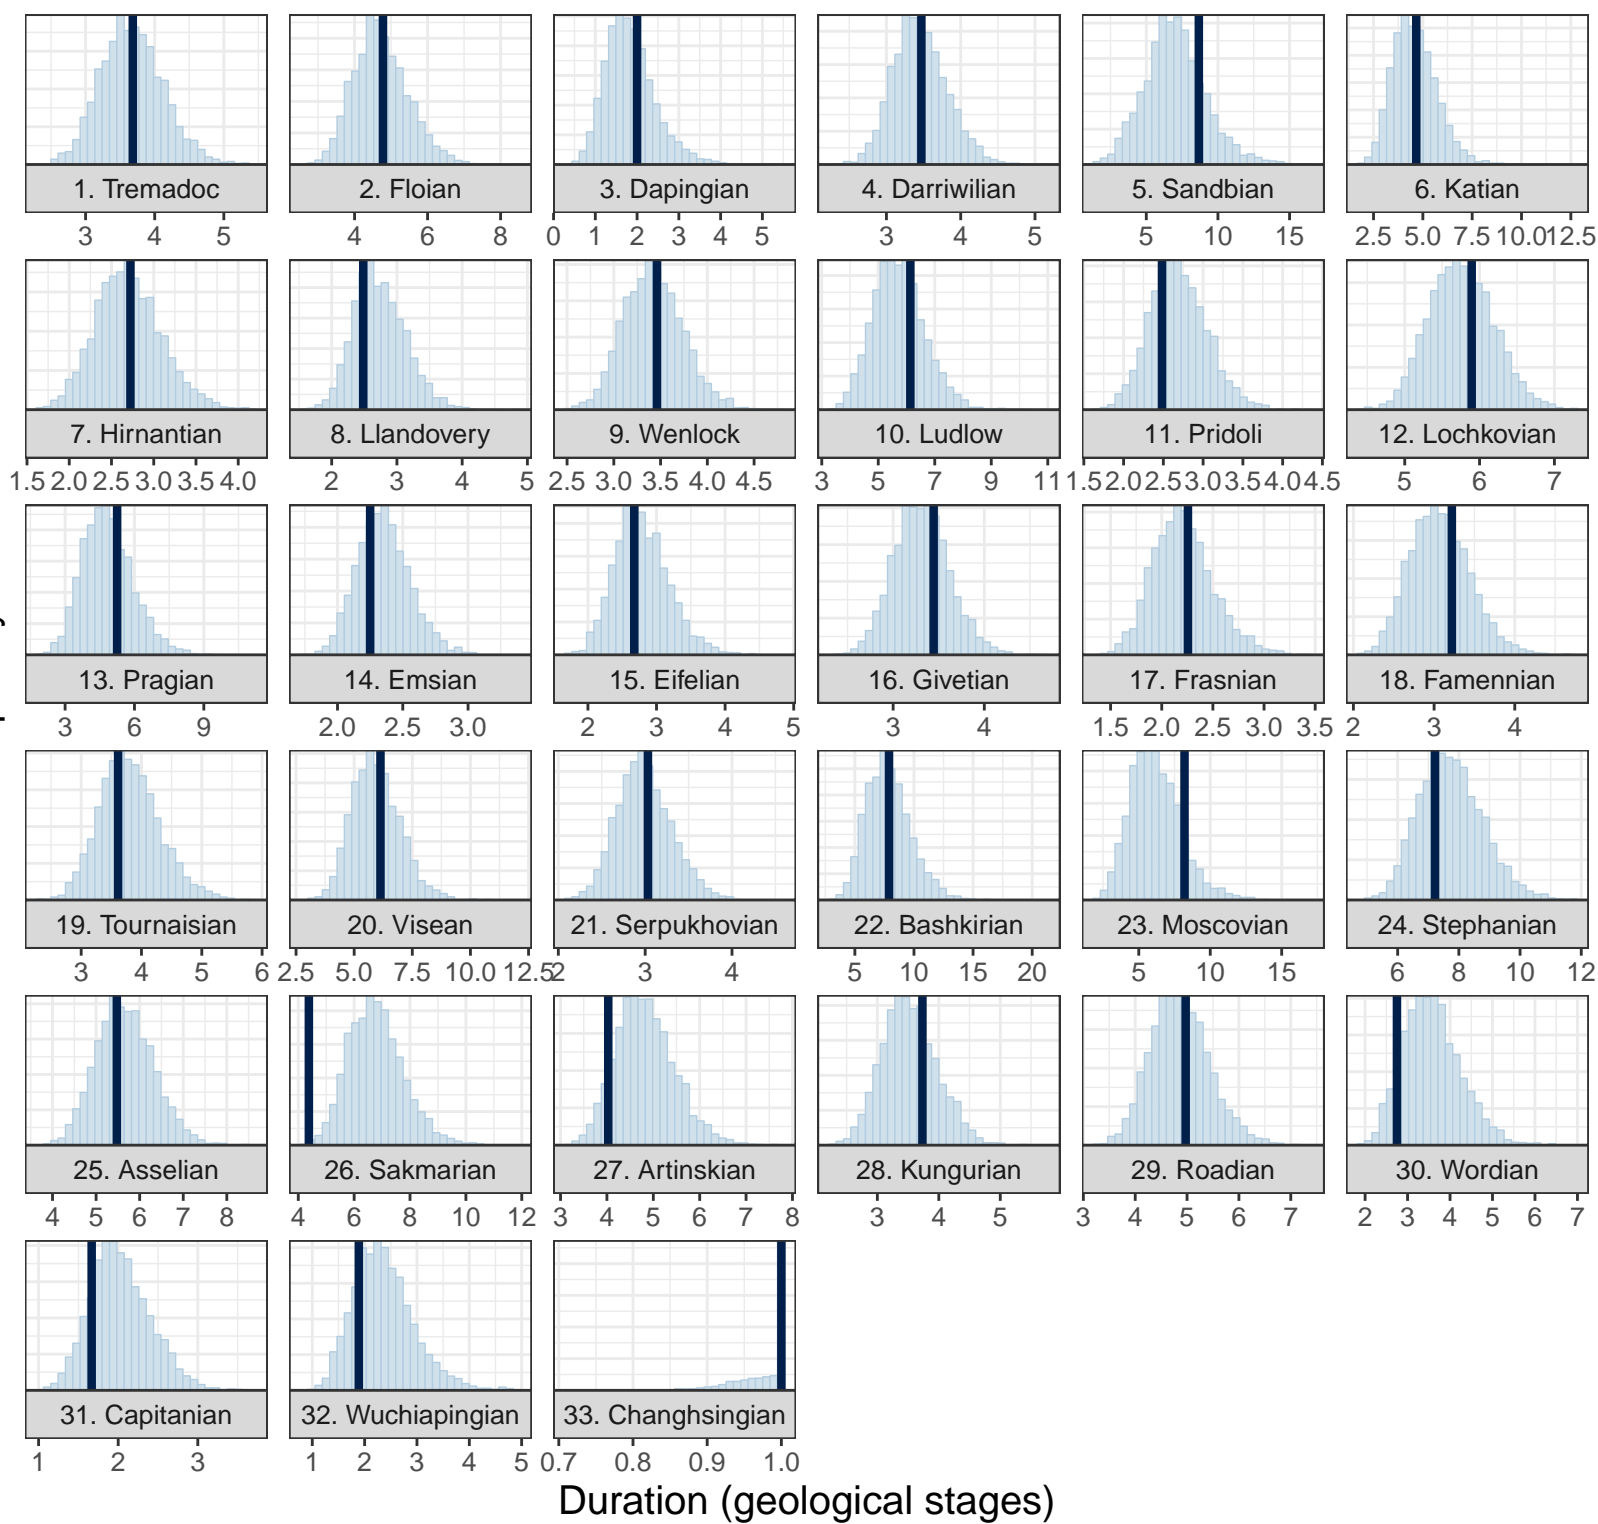 1. Tremadoc 2. Floian 3. Dapingian 4. Darriwilian 5. Sandbian 6. Katian
3 4 5 4 6 8 0 1 2 3 4 5 3 4 5 5 10 15 2.5 5.0 7.5 10.0 12.5
7. Hirnantian 8. Llandovery 9. Wenlock 10. Ludlow 11. Pridoli 12. Lochkovian
1.5 2.0 2.5 3.0 3.5 4.0 2 3 4 5 2.5 3.0 3.5 4.0 4.5 3 5 7 9 11 1.5 2.0 2.5 3.0 3.5 4.0 4.5 5 6 7
13. Pragian 14. Emsian 15. Eifelian 16. Givetian 17. Frasnian 18. Famennian
3 6 9 2.0 2.5 3.0 2 3 4 5 3 4 1.5 2.0 2.5 3.0 3.5 2 3 4
19. Tournaisian 20. Visean 21. Serpukhovian 22. Bashkirian 23. Moscovian 24. Stephanian
3 4 5 6 2.5 5.0 7.5 10.0 12.5 2 3 4 5 10 15 20 5 10 15 6 8 10 12
25. Asselian 26. Sakmarian 27. Artinskian 28. Kungurian 29. Roadian 30. Wordian
4 5 6 7 8 4 6 8 10 12 3 4 5 6 7 8 3 4 5 3 4 5 6 7 2 3 4 5 6 7
31. Capitanian 32. Wuchiapingian 33. Changhsingian
1 2 3 1 2 3 4 5 0.7 0.8 0.9 1.0
Duration (geological stages)